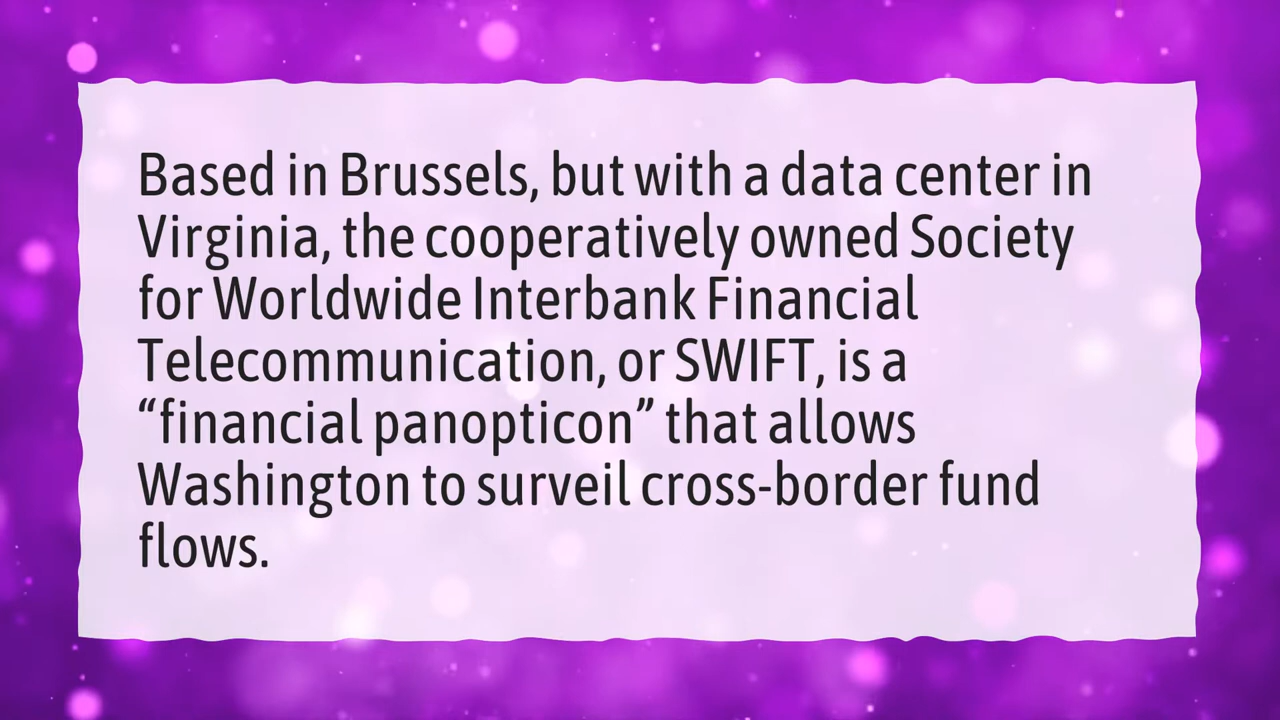 Based in Brussels, but with a data center in
Virginia, the cooperatively owned Society
for Worldwide Interbank Financial
Telecommunication, or SWIFT, is a
“financial panopticon” that allows
Washington to surveil cross-border fund
flows.